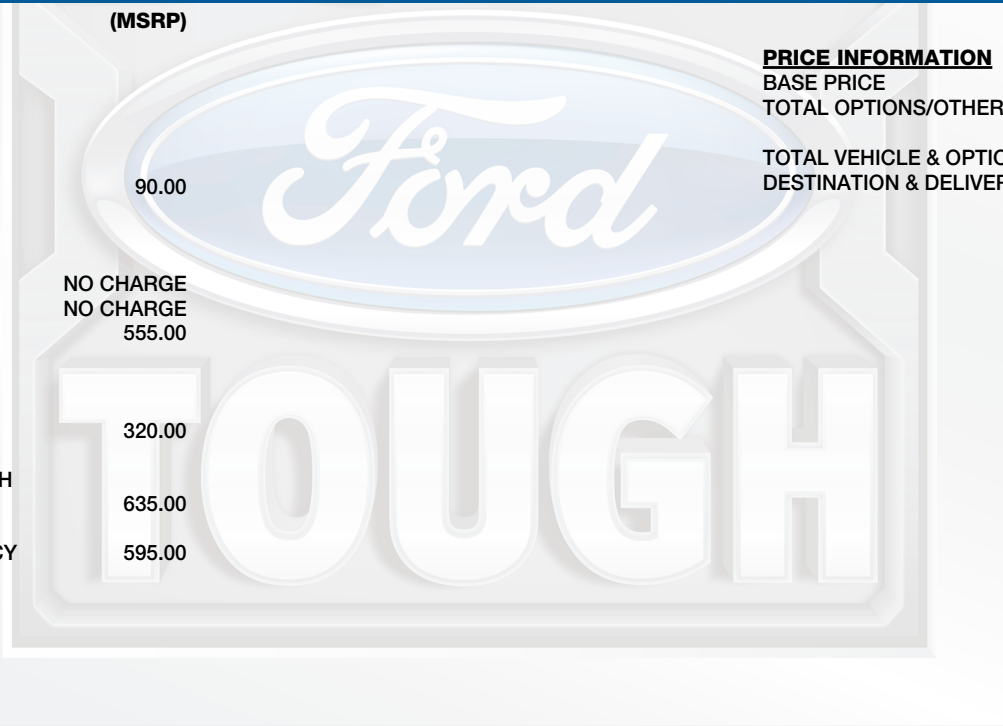 (MSRP)
90.00
NO CHARGE
NO CHARGE
555.00
320.00
H
635.00
CY
595.00
PRICE INFORMATION
BASE PRICE
TOTAL OPTIONS/OTHER
TOTAL VEHICLE & OPTIO
DESTINATION & DELIVER
Ford
TOUGH